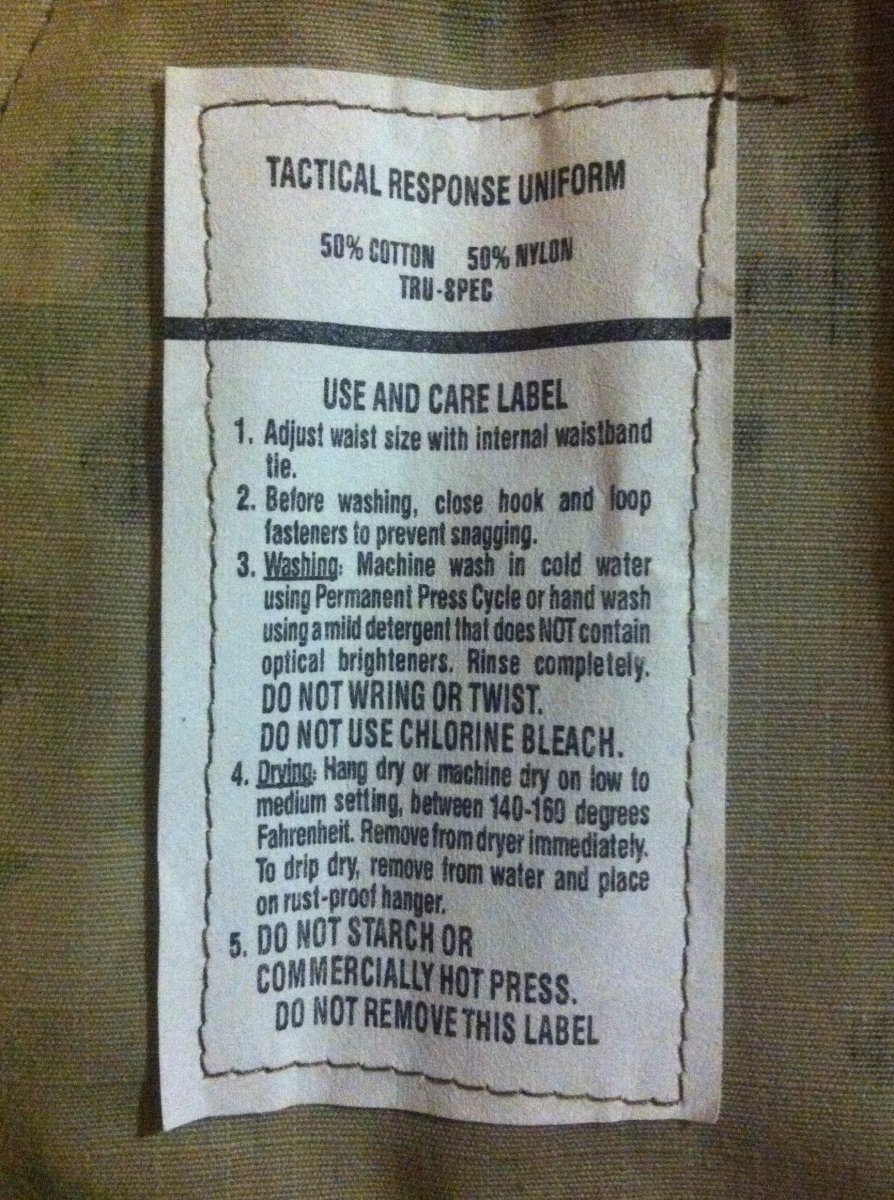 TACTICAL RESPONSE UNIFORM
50% COTTON 50% NYLON
TRU-SPEC
USE AND CARE LABEL
1. Adjust waist size with internal waistband
tie.
2. Before washing, close hook and loop
fasteners to prevent snagging.
3. Washing: Machine wash in cold water
using Permanent Press Cycle or hand wash
using a mild detergent that does NOT contain
optical brighteners. Rinse completely.
DO NOT WRING OR TWIST.
DO NOT USE CHLORINE BLEACH.
4. Drying: Hang dry or machine dry on low to
medium setting, between 140-160 degrees
Fahrenheit. Remove from dryer immediately.
To drip dry, remove from water and place
on rust-proof hanger.
5. DO NOT STARCH OR
COMMERCIALLY HOT PRESS.
DO NOT REMOVE THIS LABEL